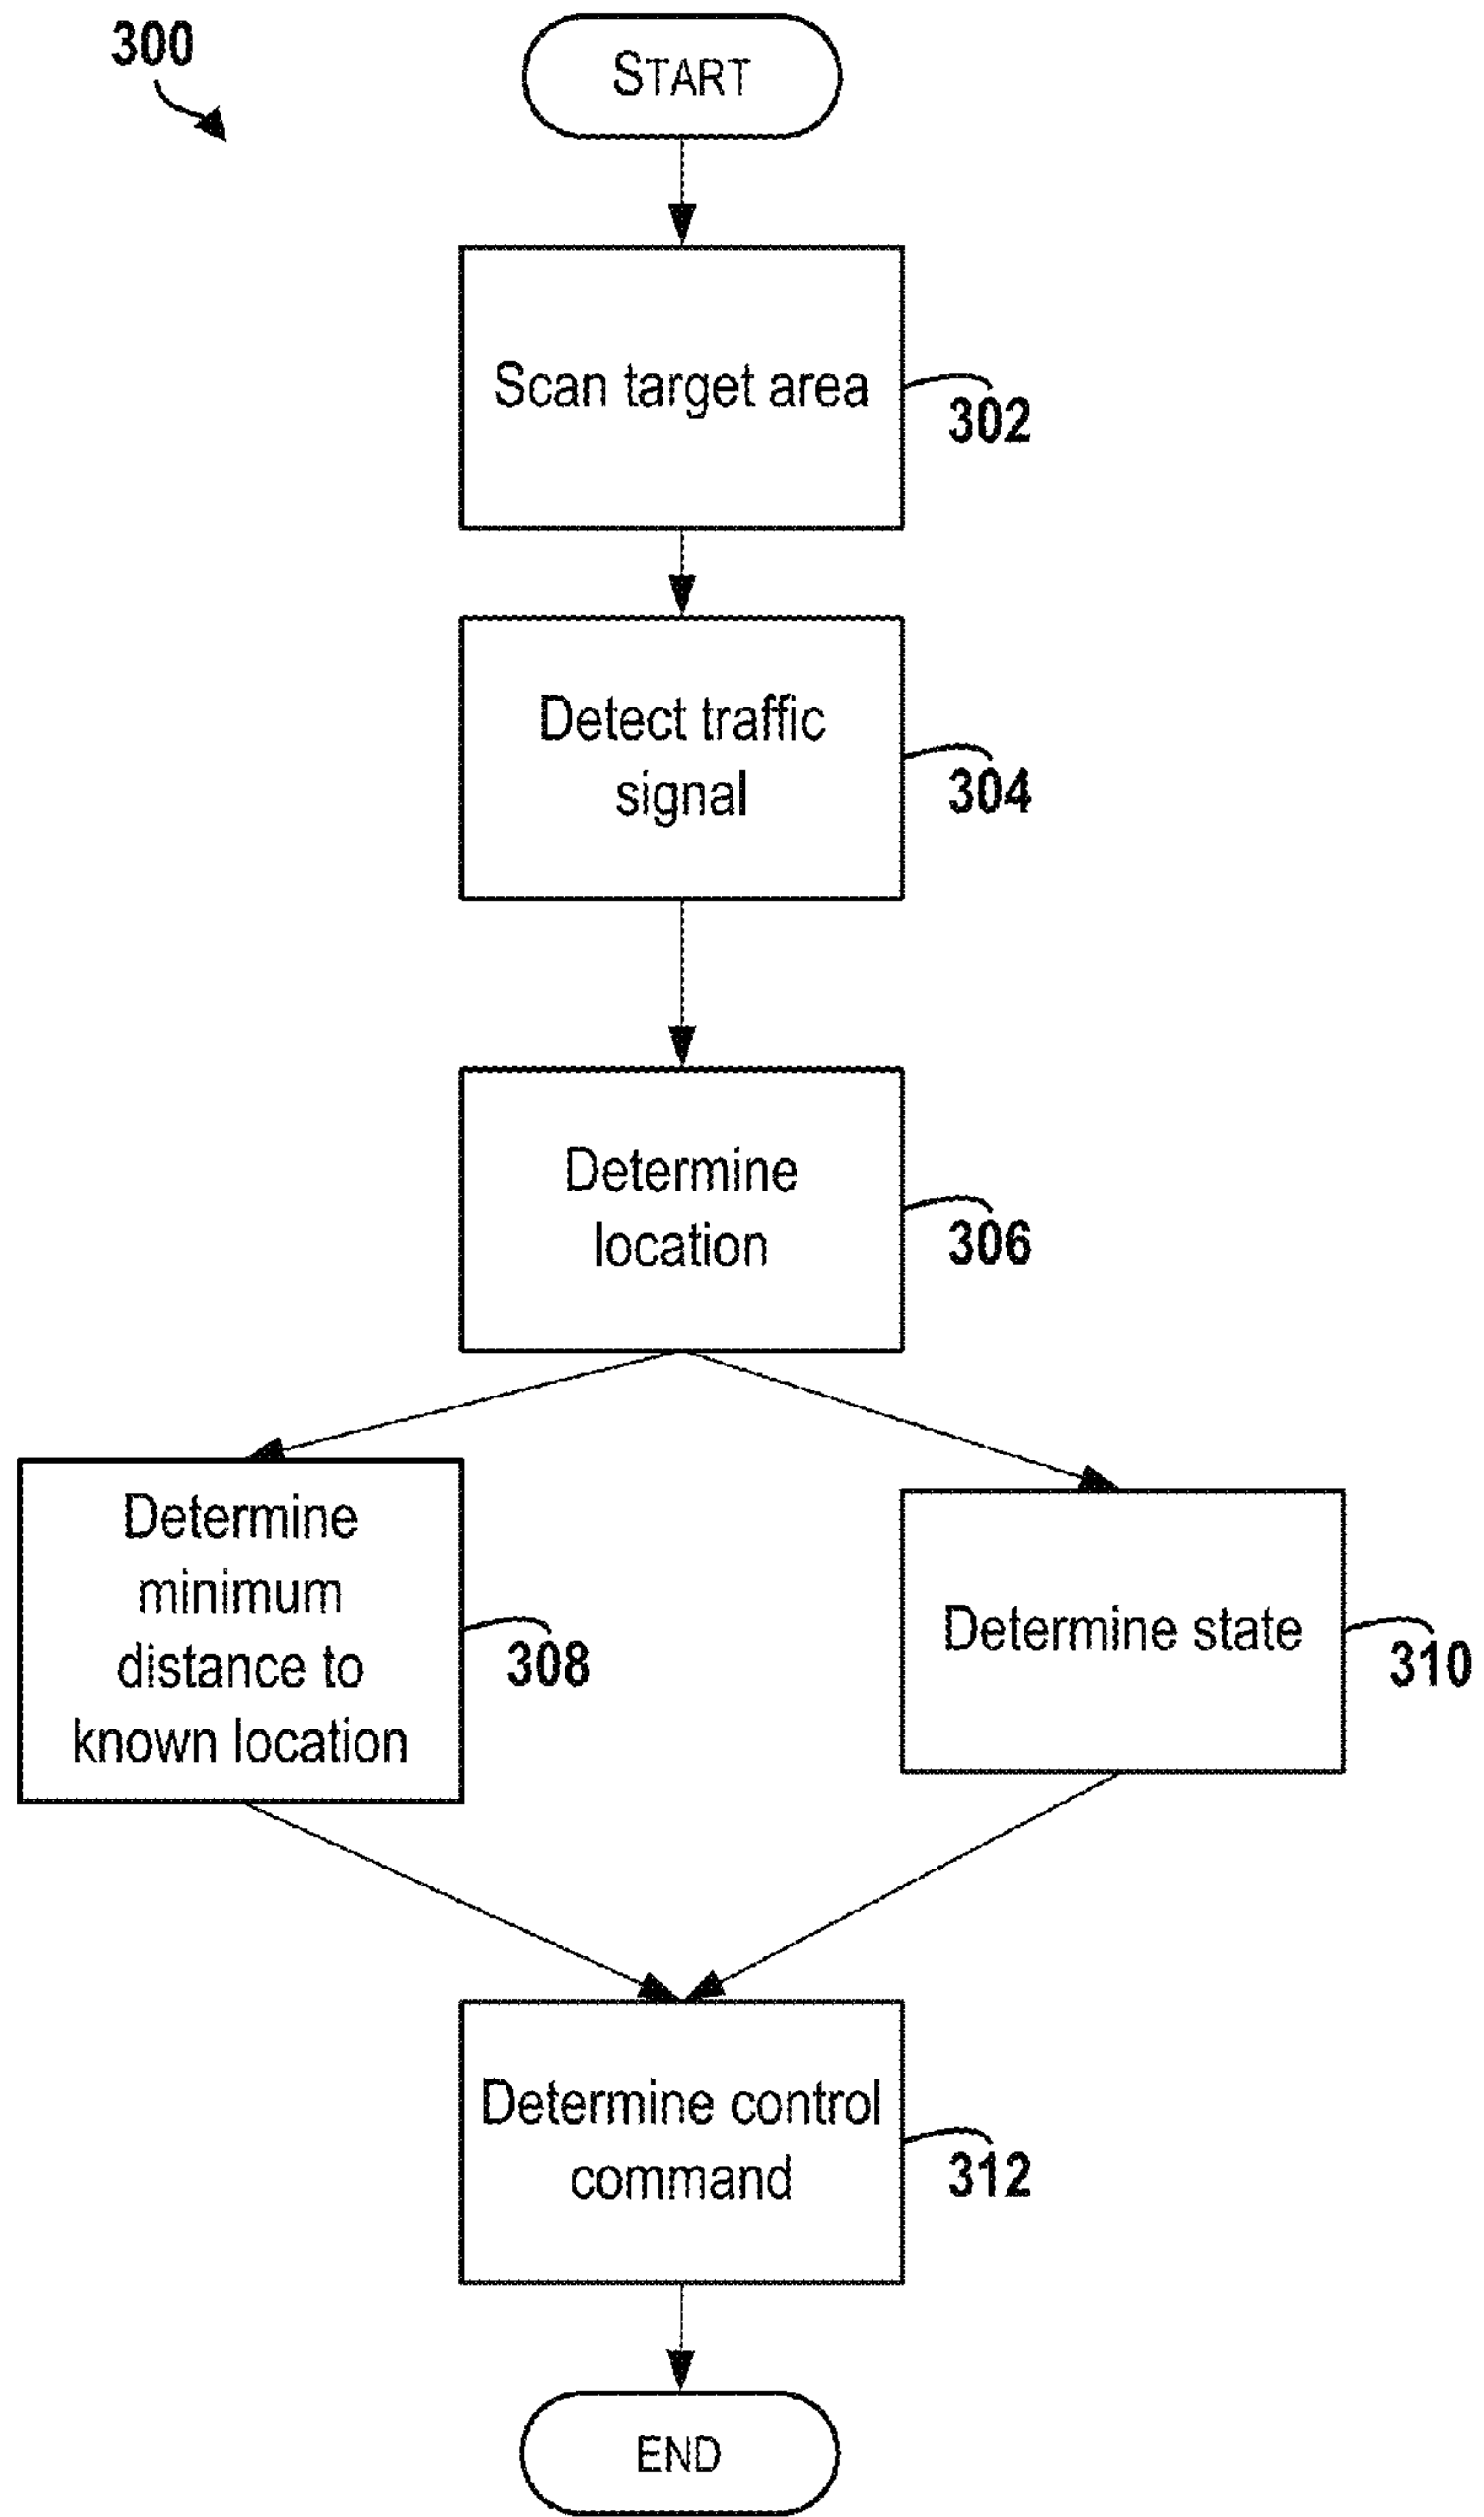 300
START
Scan target area
302
Detect traffic
signal
304
Determine
location
306
Determine
minimum
distance to
known location
308
Determine state
310
Determine control
command
312
END